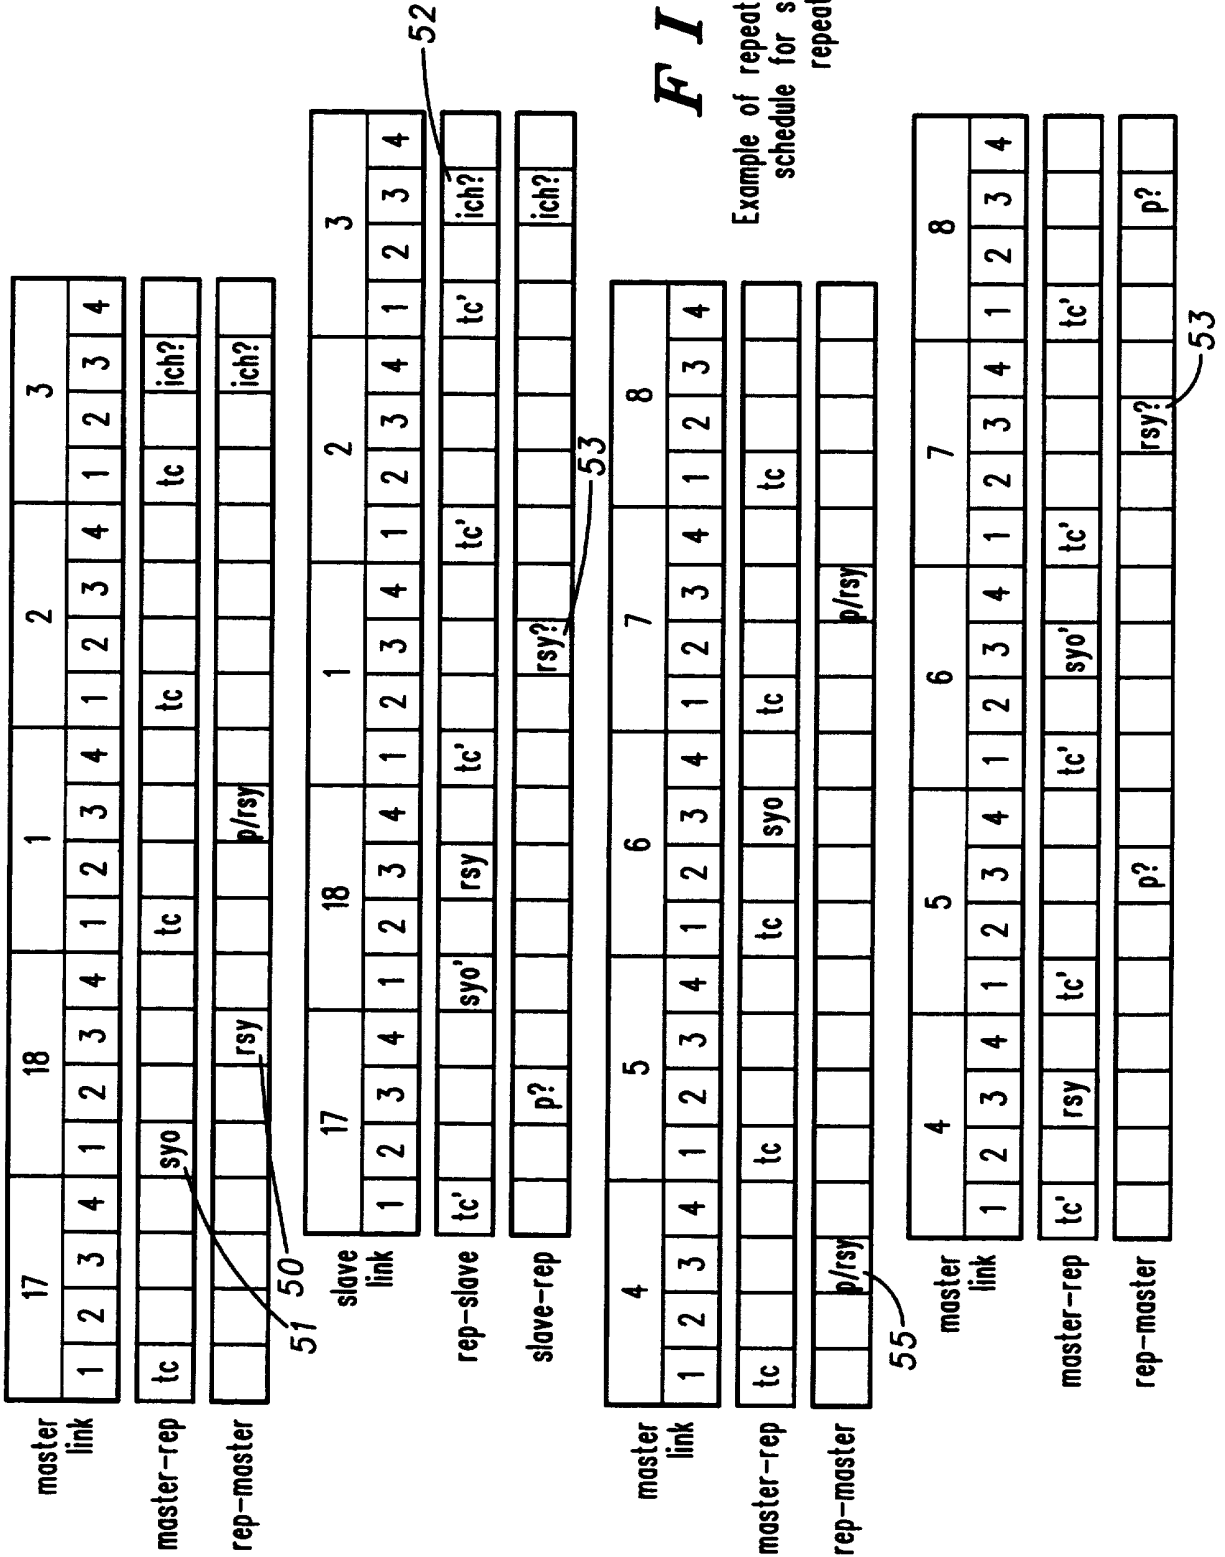 17 18 1 2 3
master link 1 2 3 4 1 2 3 4 1 2 3 4 1 2 3 4 1 2 3 4
master-rep tc syo tc tc tc ich?
rep-master rsy p/rsy ich?
51 50
17 18 1 2 3
slave link 1 2 3 4 1 2 3 4 1 2 3 4 1 2 3 4 1 2 3 4
52
rep-slave tc' syo' rsy tc' tc' tc' ich?
slave-rep p? rsy? ich?
53
4 5 6 7 8
master link 1 2 3 4 1 2 3 4 1 2 3 4 1 2 3 4 1 2 3 4
master-rep tc tc tc syo tc tc
rep-master p/rsy p/rsy
55
F I
Example of repeat
schedule for s
repeat
4 5 6 7 8
master link 1 2 3 4 1 2 3 4 1 2 3 4 1 2 3 4 1 2 3 4
master-rep tc' rsy tc' tc' syo' tc' tc'
rep-master p? rsy? p?
53